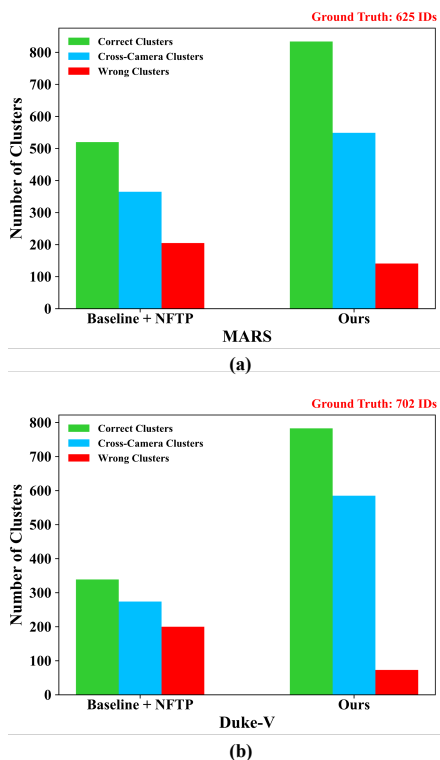 Ground Truth: 625 IDs
Correct Clusters
Cross-Camera Clusters
Wrong Clusters
Number of Clusters
800
700
600
500
400
300
200
100
0
Baseline + NFTP
Ours
MARS
(a)
Ground Truth: 702 IDs
Correct Clusters
Cross-Camera Clusters
Wrong Clusters
Number of Clusters
800
700
600
500
400
300
200
100
0
Baseline + NFTP
Ours
Duke-V
(b)